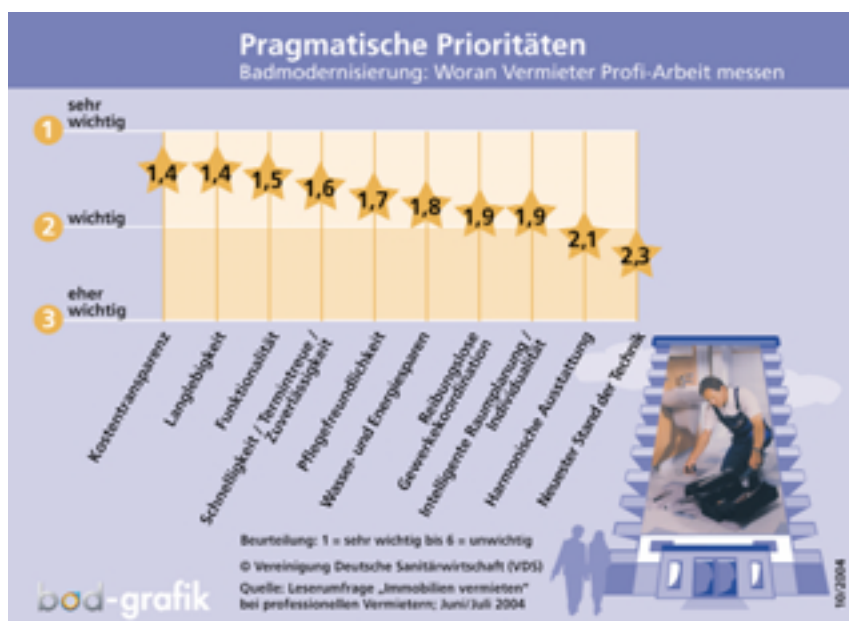 Pragmatische Prioritäten
Badmodernisierung: Woran Vermieter Profi-Arbeit messen
1
sehr
wichtig
2
wichtig
3
eher
wichtig
1,4
1,4
1,5
1,6
1,7
1,8
1,9
1,9
2,1
2,3
Kostentransparenz
Langlebigkeit
Funktionalität
Schnelligkeit / Termintreue /
Zuverlässigkeit
Pflegefreundlichkeit
Wasser- und Energiesparen
Reibungslose
Gewerkekoordination
Intelligente Raumplanung /
Individualität
Harmonische Ausstattung
Neuester Stand der Technik
Beurteilung: 1 = sehr wichtig bis 6 = unwichtig
© Vereinigung Deutsche Sanitärwirtschaft (VDS)
Quelle: Leserumfrage „Immobilien vermieten"
bei professionellen Vermietern; Juni/Juli 2004
bad-grafik
10/2004